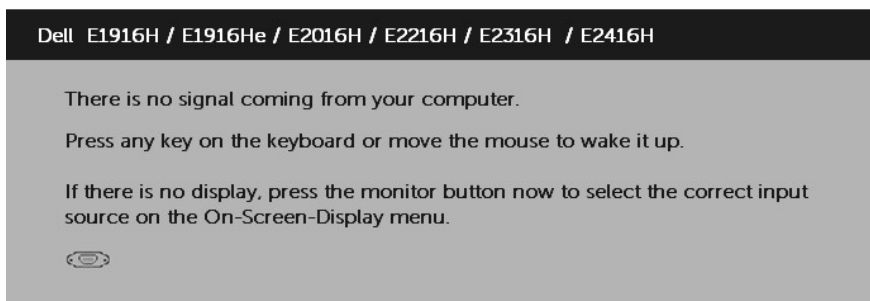 Dell E1916H / E1916He / E2016H / E2216H / E2316H / E2416H
There is no signal coming from your computer.
Press any key on the keyboard or move the mouse to wake it up.
If there is no display, press the monitor button now to select the correct input
source on the On-Screen-Display menu.